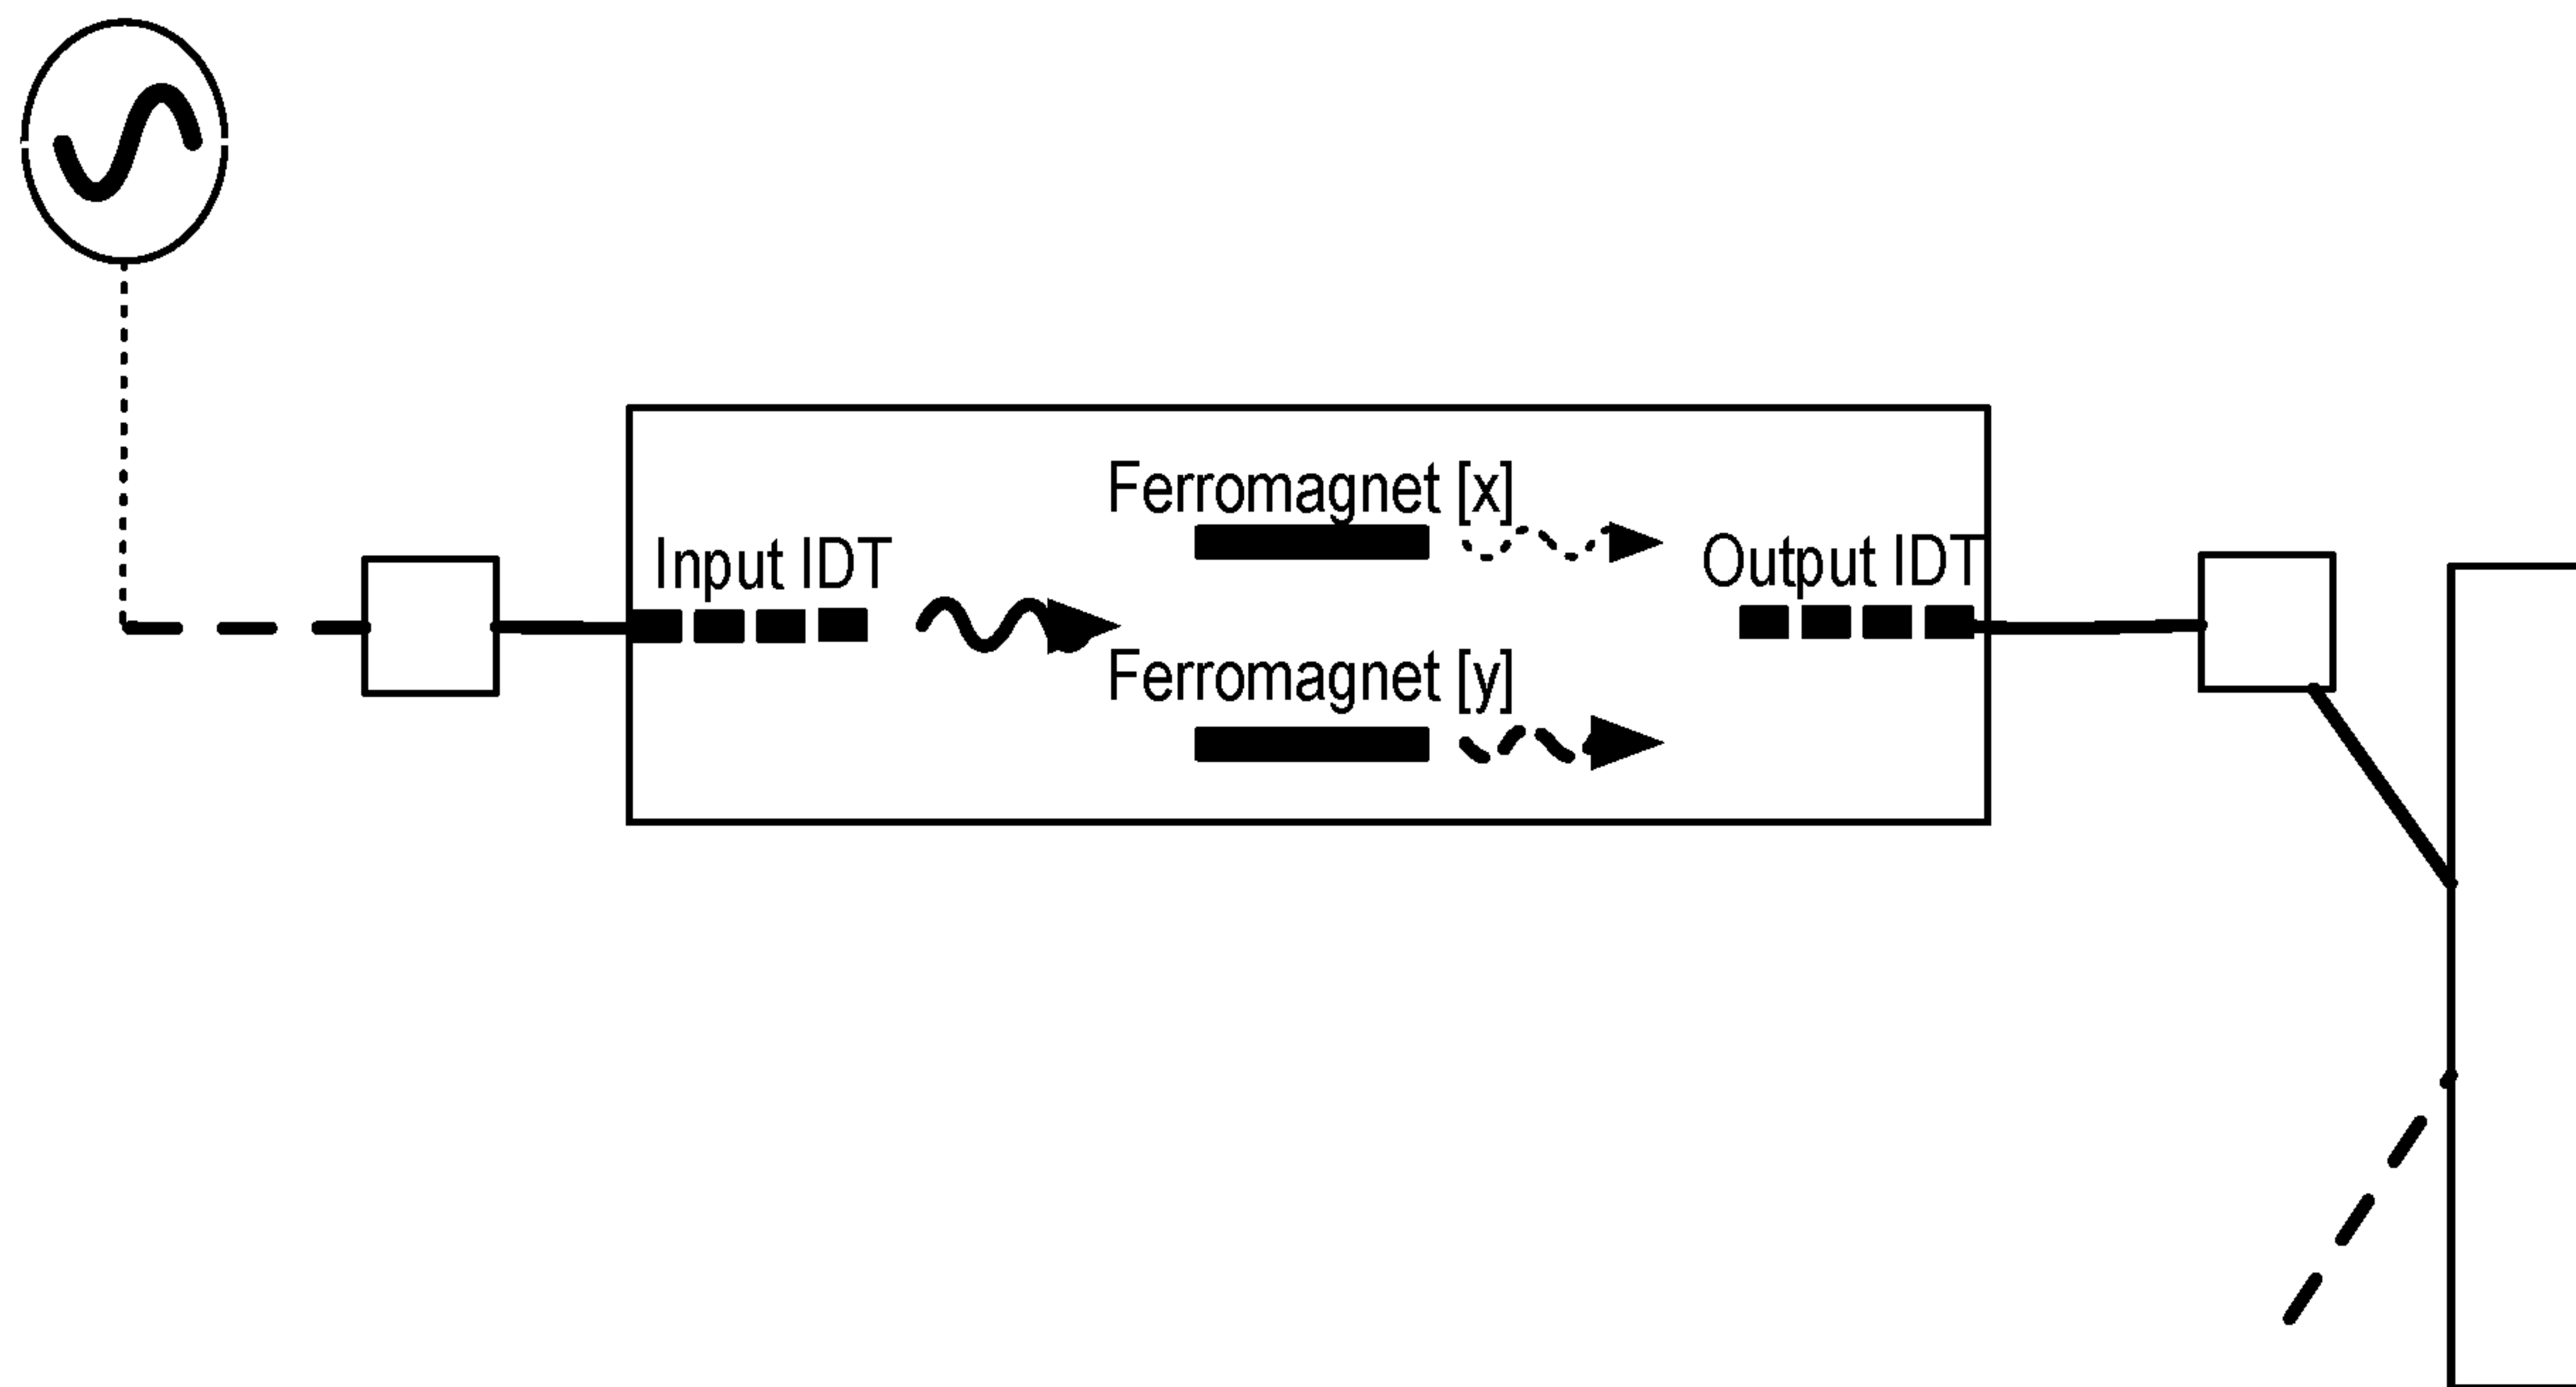 Ferromagnet [x]
Input IDT
Output IDT
Ferromagnet [y]